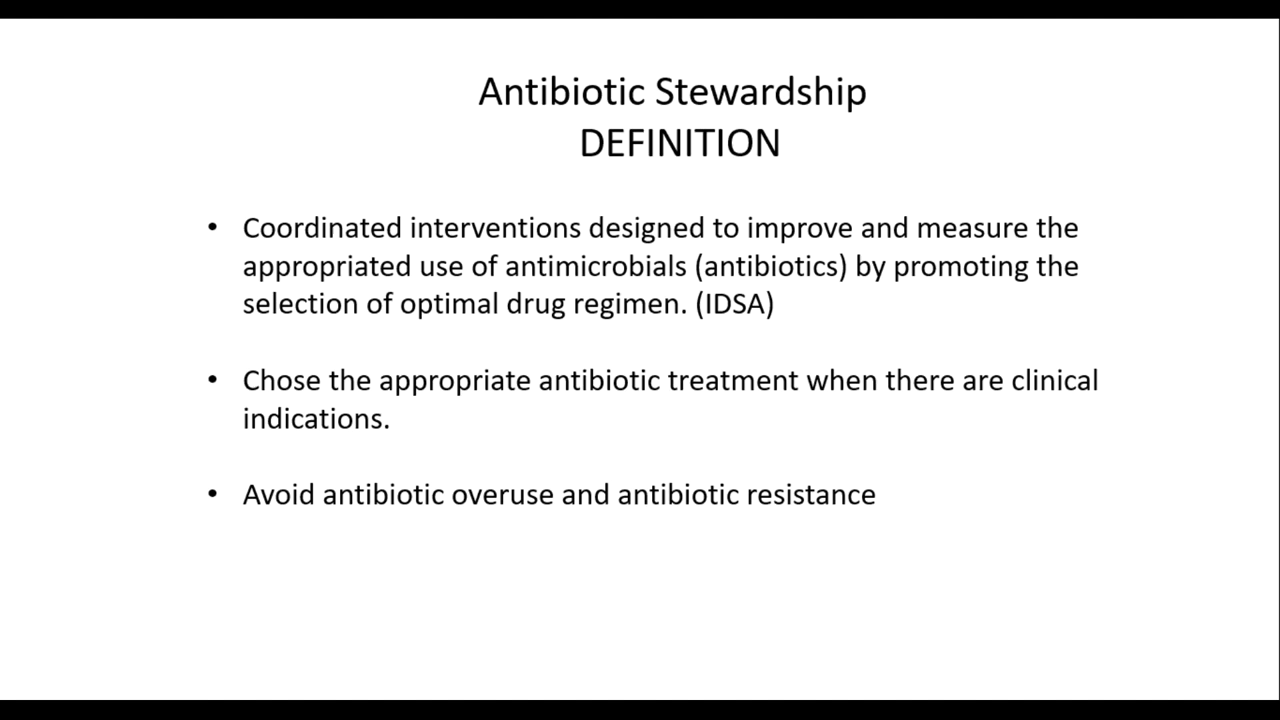 Antibiotic Stewardship
DEFINITION
• Coordinated interventions designed to improve and measure the
appropriated use of antimicrobials (antibiotics) by promoting the
selection of optimal drug regimen. (IDSA)
• Chose the appropriate antibiotic treatment when there are clinical
indications.
• Avoid antibiotic overuse and antibiotic resistance